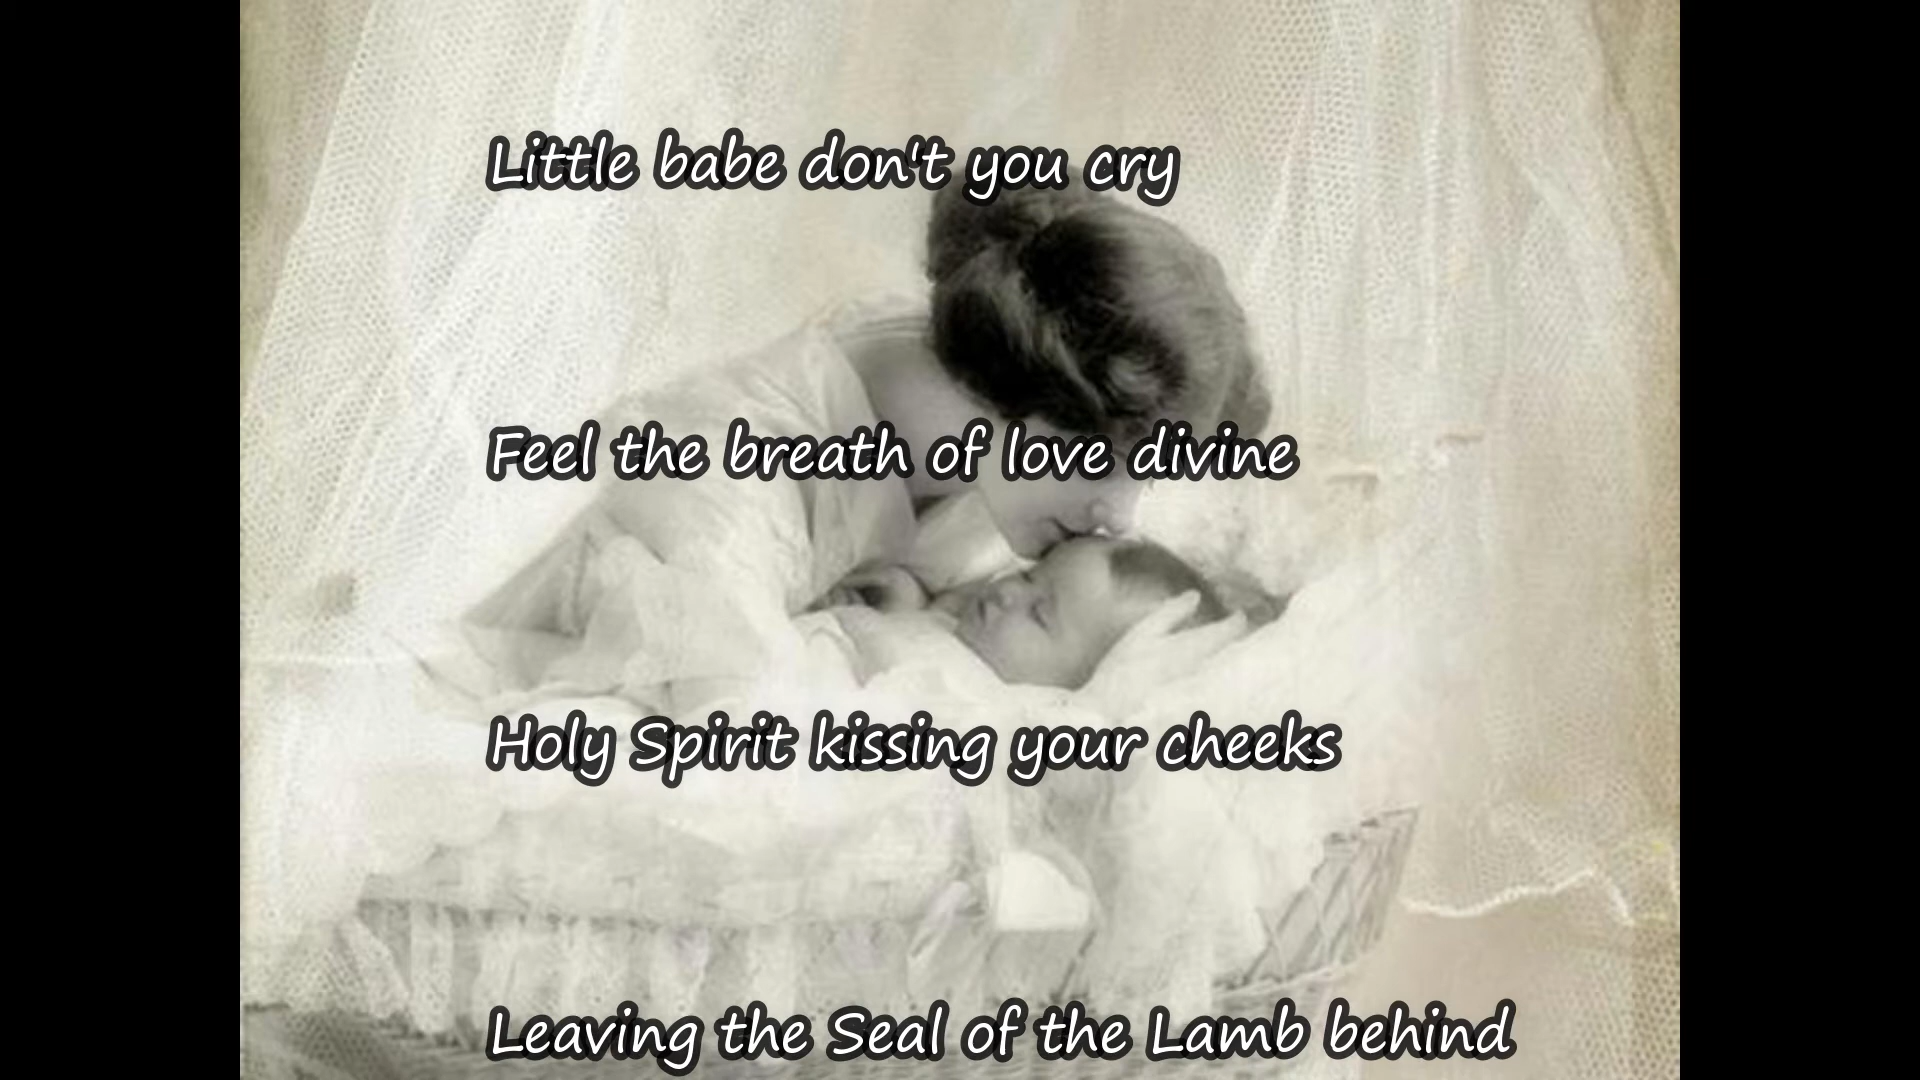 Little babe don't you cry
Feel the breath of love divine
Holy Spirit kissing your cheeks
Leaving the Seal of the Lamb behind